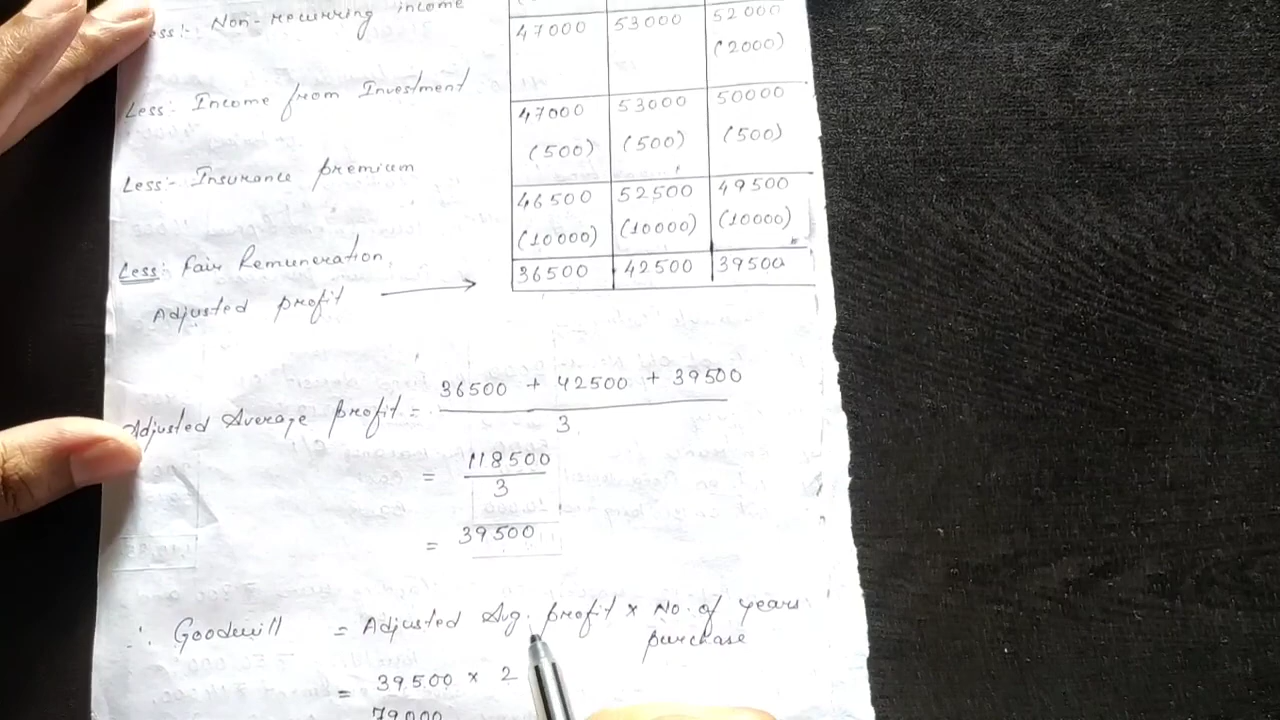 Non-recurring income
47000 53000 52000
(2000)
Less: Income from Investment
47000 53000 50000
(500) (500) (500)
Less:- Insurance premium
46500 52500 49500
(10000) (10000) (10000)
Less: Fair Remuneration,
36500 42500 39500
Adjusted profit
Adjusted Average profit = 36500 + 42500 + 39500
3
= 118500
3
= 39500
∴ Goodwill = Adjusted Avg. profit × No. of years
purchase
= 39500 × 2
79000